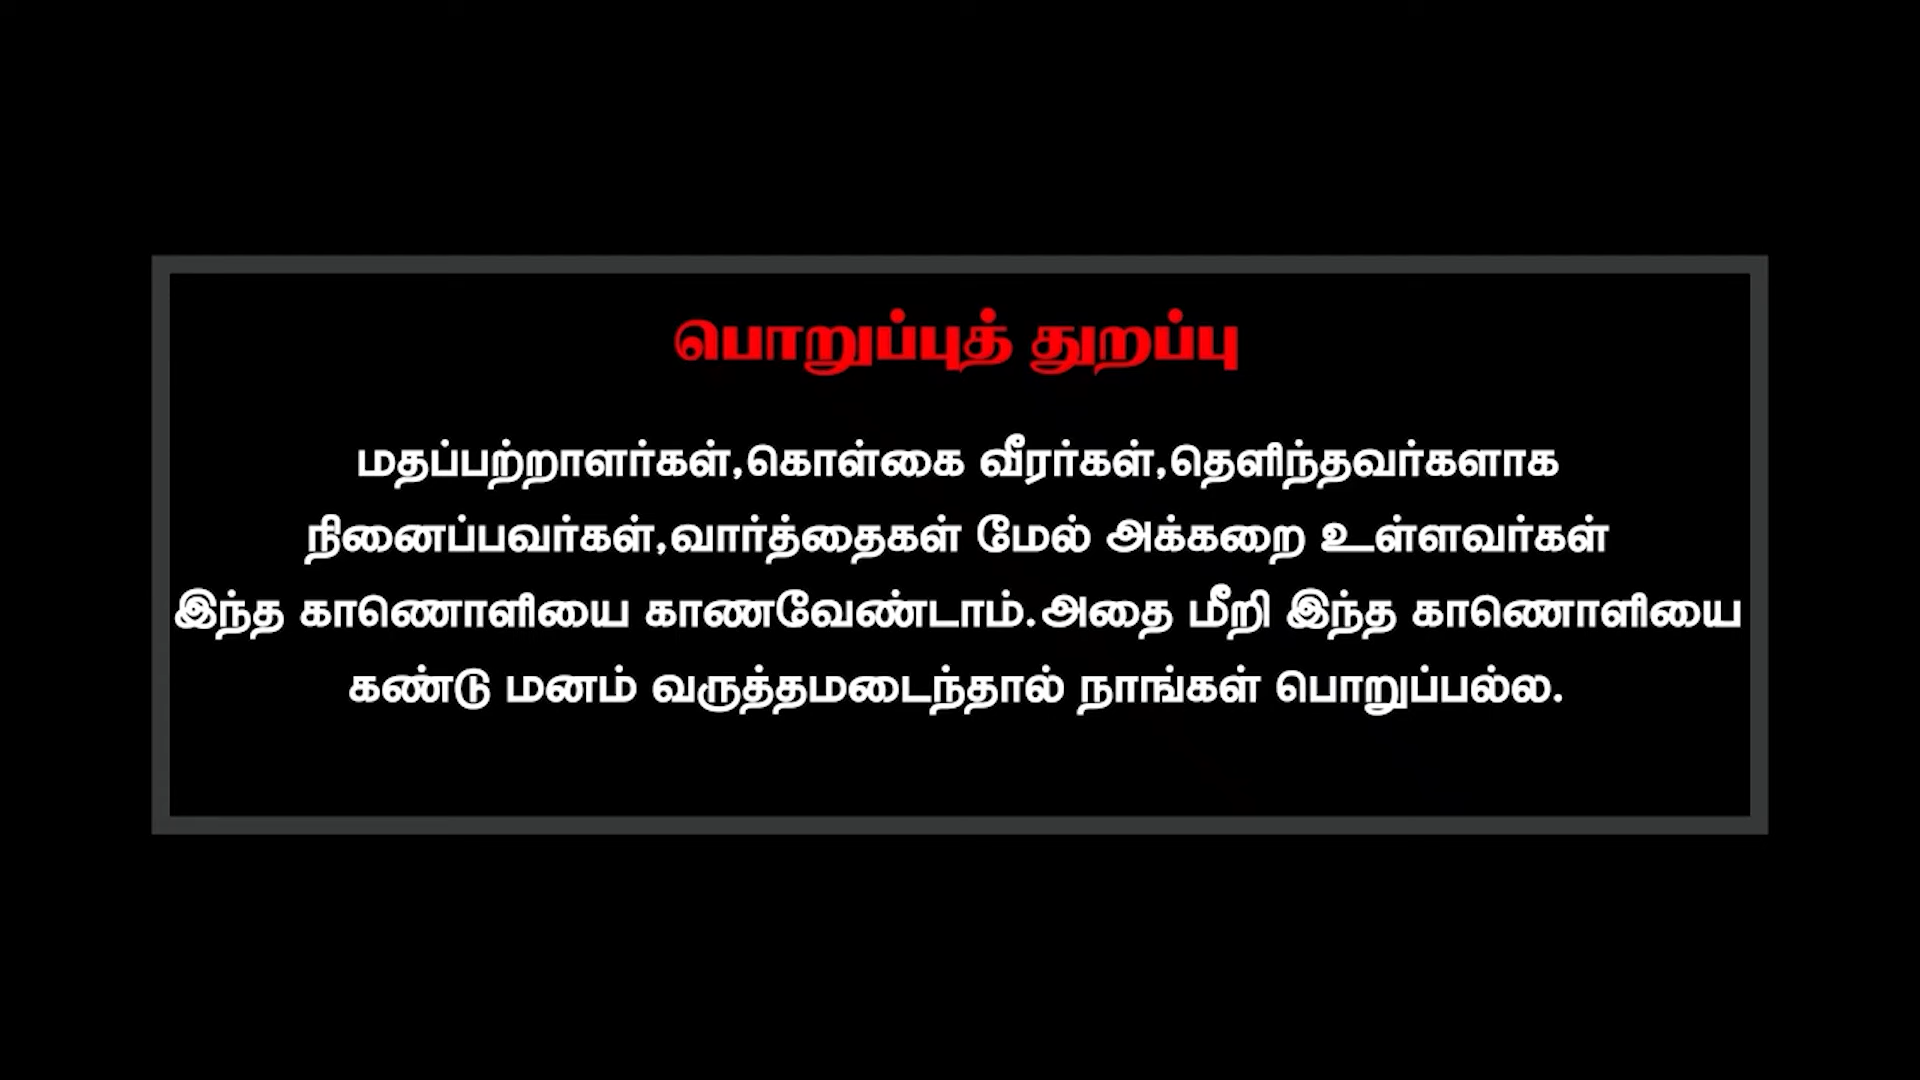 பொறுப்புத் துறப்பு
மதப்பற்றாளர்கள்,கொள்கை வீரர்கள்,தெளிந்தவர்களாக
நினைப்பவர்கள்,வார்த்தைகள் மேல் அக்கறை உள்ளவர்கள்
இந்த காணொளியை காணவேண்டாம்.அதை மீறி இந்த காணொளியை
கண்டு மனம் வருத்தமடைந்தால் நாங்கள் பொறுப்பல்ல.